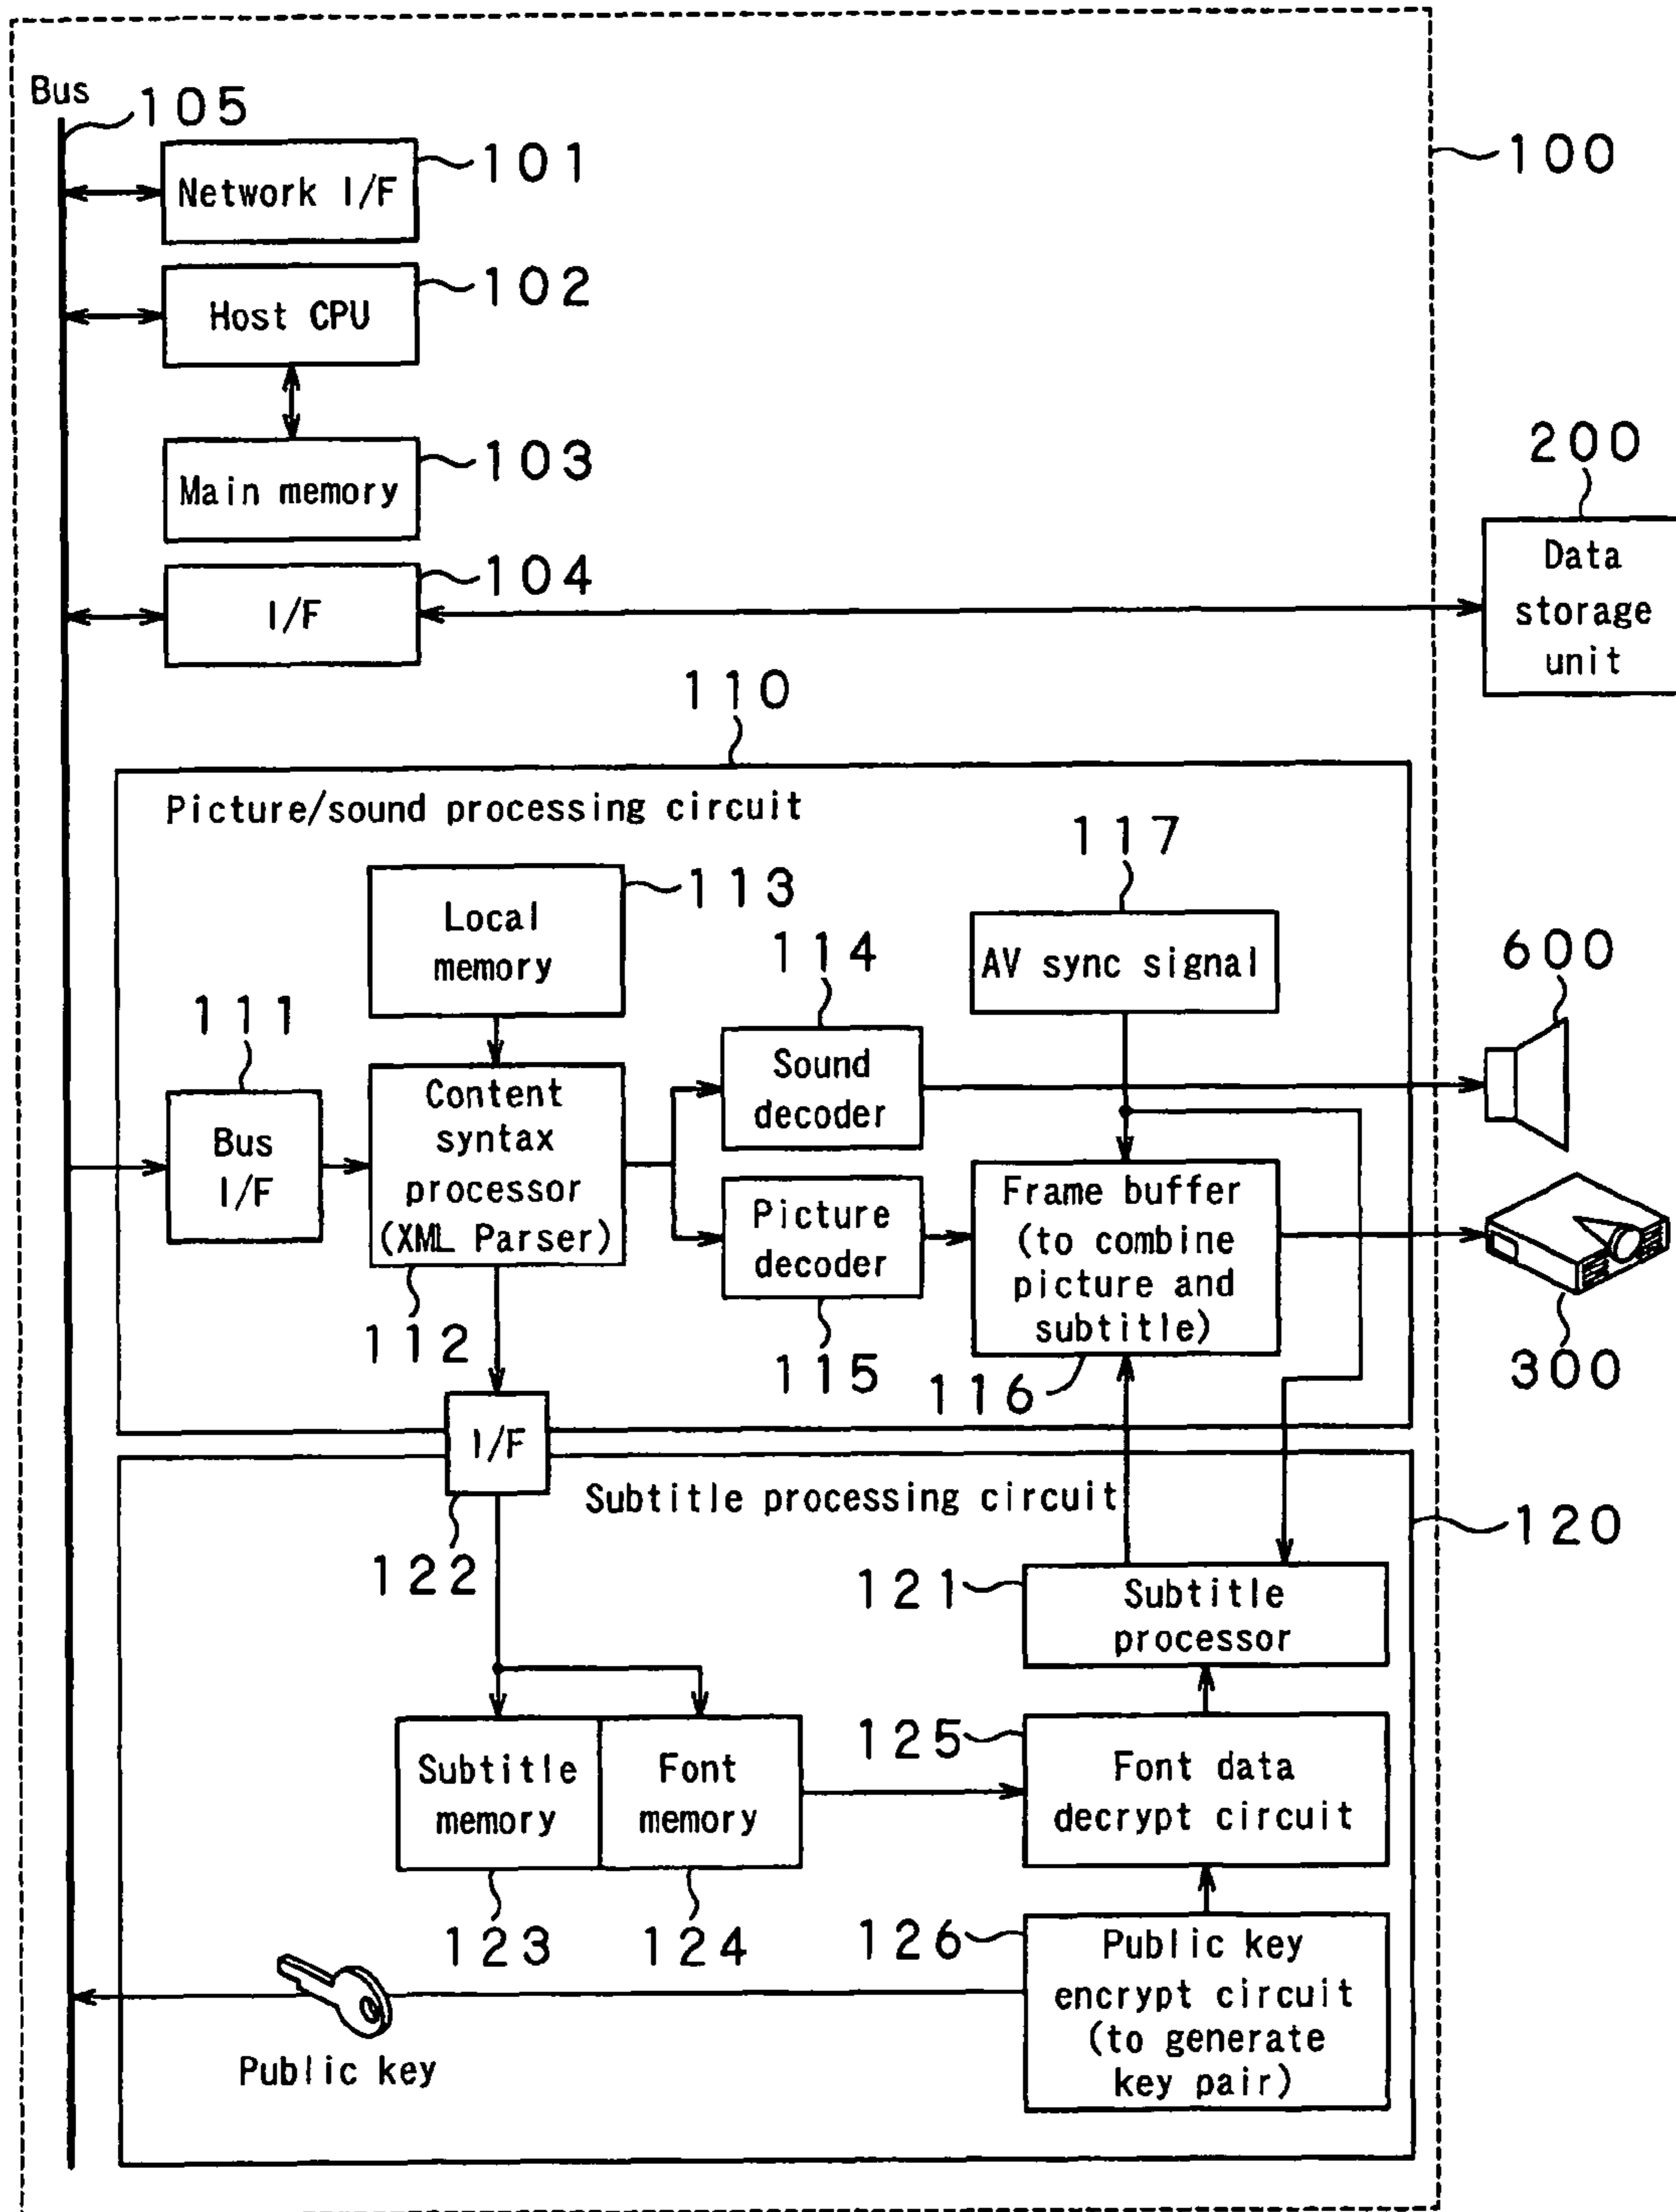 Bus
105
Network I/F
101
100
Host CPU
102
Main memory
103
200
Data
storage
unit
I/F
104
110
Picture/sound processing circuit
117
Local
memory
113
AV sync signal
114
600
111
Sound
decoder
Bus
I/F
Content
syntax
processor
(XML Parser)
Picture
decoder
Frame buffer
(to combine
picture and
subtitle)
112
115
116
300
I/F
Subtitle processing circuit
122
120
121
Subtitle
processor
Subtitle
memory
Font
memory
125
Font data
decrypt circuit
123
124
126
Public key
encrypt circuit
(to generate
key pair)
Public key